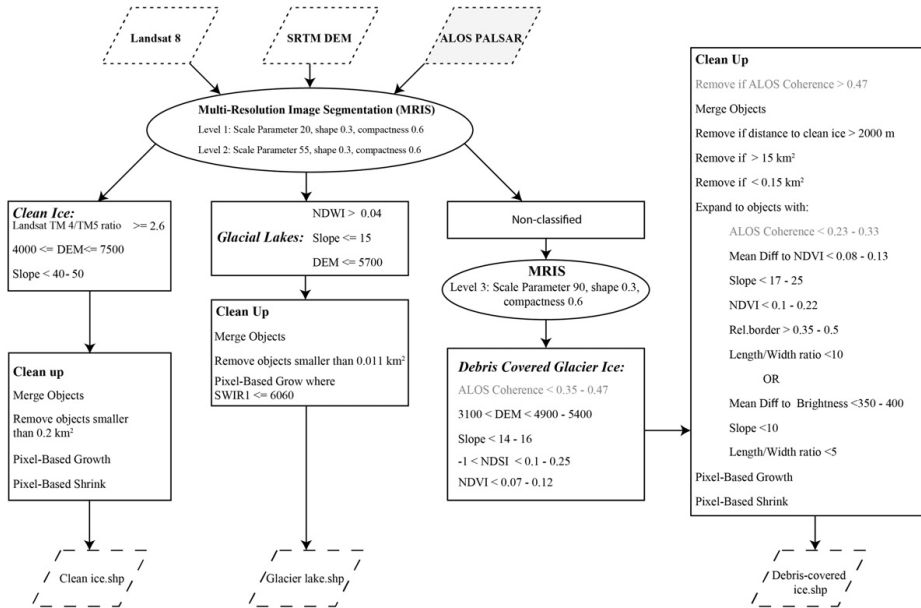 Landsat 8
SRTM DEM
ALOS PALSAR
Multi-Resolution Image Segmentation (MRIS)
Level 1: Scale Parameter 20, shape 0.3, compactness 0.6
Level 2: Scale Parameter 55, shape 0.3, compactness 0.6
Clean Ice:
Landsat TM 4/TM5 ratio >= 2.6
4000 <= DEM<= 7500
Slope < 40 - 50
Clean up
Merge Objects
Remove objects smaller
than 0.2 km²
Pixel-Based Growth
Pixel-Based Shrink
Clean ice.shp
NDWI > 0.04
Glacial Lakes: Slope <= 15
DEM <= 5700
Clean Up
Merge Objects
Remove objects smaller than 0.011 km²
Pixel-Based Grow where
SWIR1 <= 6060
Glacier lake.shp
Non-classified
MRIS
Level 3: Scale Parameter 90, shape 0.3,
compactness 0.6
Debris Covered Glacier Ice:
ALOS Coherence < 0.35 - 0.47
3100 < DEM < 4900 - 5400
Slope < 14 - 16
-1 < NDSI < 0.1 - 0.25
NDVI < 0.07 - 0.12
Clean Up
Remove if ALOS Coherence > 0.47
Merge Objects
Remove if distance to clean ice > 2000 m
Remove if > 15 km²
Remove if < 0.15 km²
Expand to objects with:
ALOS Coherence < 0.23 - 0.33
Mean Diff to NDVI < 0.08 - 0.13
Slope < 17 - 25
NDVI < 0.1 - 0.22
Rel.border > 0.35 - 0.5
Length/Width ratio <10
OR
Mean Diff to Brightness <350 - 400
Slope <10
Length/Width ratio <5
Pixel-Based Growth
Pixel-Based Shrink
Debris-covered
ice.shp